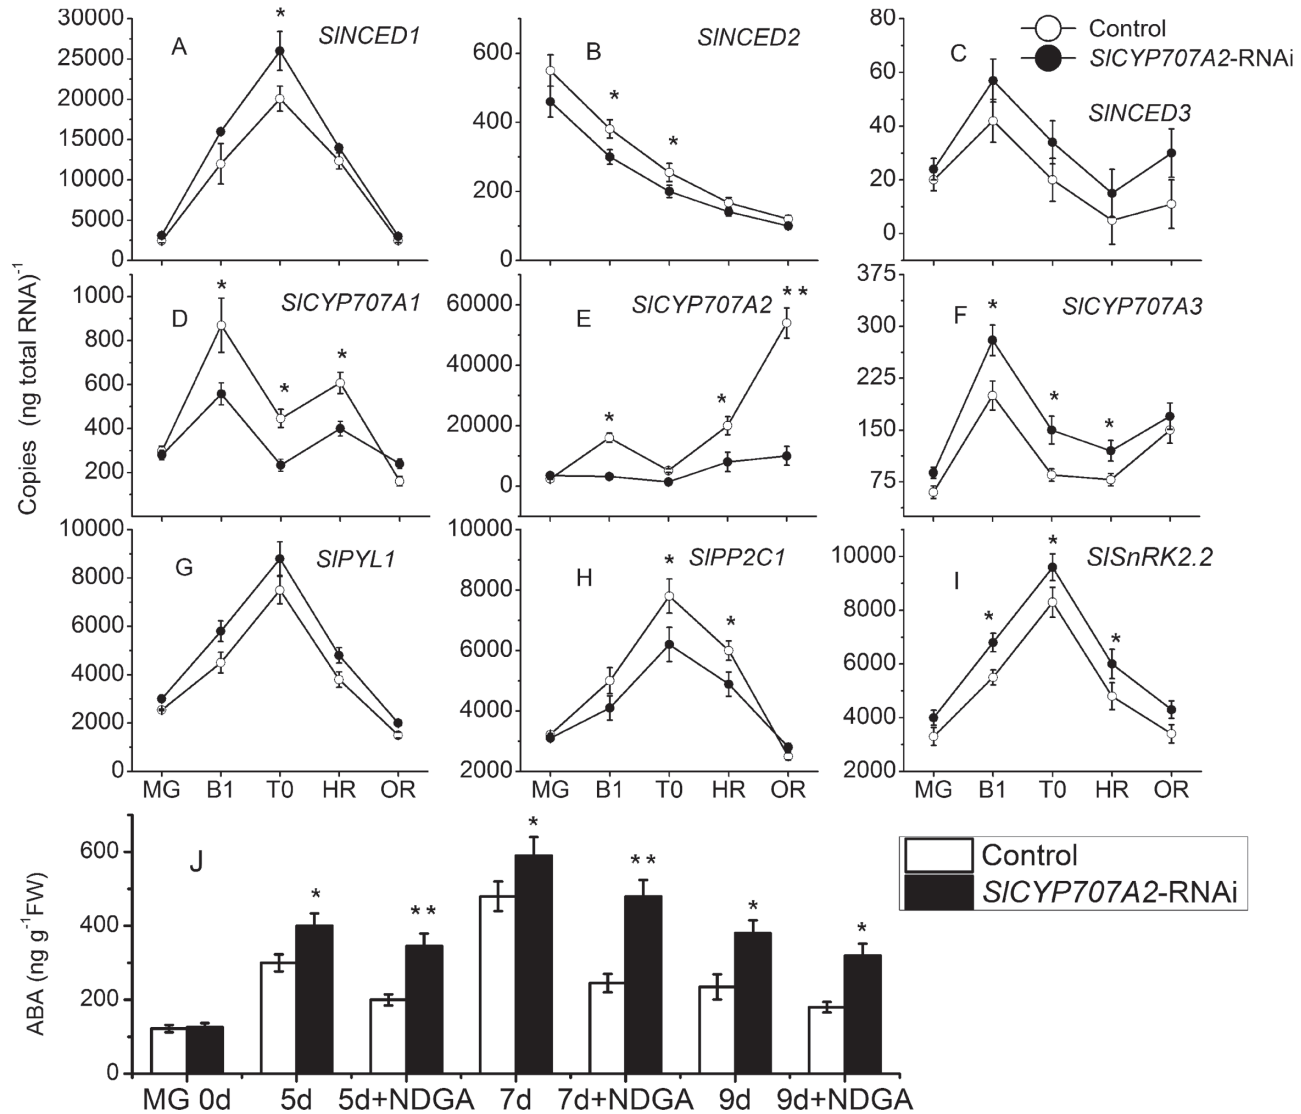 Copies (ng total RNA)-1
A
SlNCED1
*
30000
25000
20000
15000
10000
5000
0
B
SlNCED2
*
*
600
400
200
0
C
Control
SlCYP707A2-RNAi
SlNCED3
80
60
40
20
0
D
SlCYP707A1
*
*
*
1000
800
600
400
200
E
SlCYP707A2
*
*
**
60000
40000
20000
0
F
SlCYP707A3
*
*
*
375
300
225
150
75
G
SlPYL1
10000
8000
6000
4000
2000
0
MG B1 T0 HR OR
H
SlPP2C1
*
*
10000
8000
6000
4000
2000
MG B1 T0 HR OR
I
SlSnRK2.2
*
*
*
10000
8000
6000
4000
2000
MG B1 T0 HR OR
J
ABA (ng g-1FW)
600
400
200
0
*
**
*
**
*
*
Control
SlCYP707A2-RNAi
MG 0d 5d 5d+NDGA 7d 7d+NDGA 9d 9d+NDGA